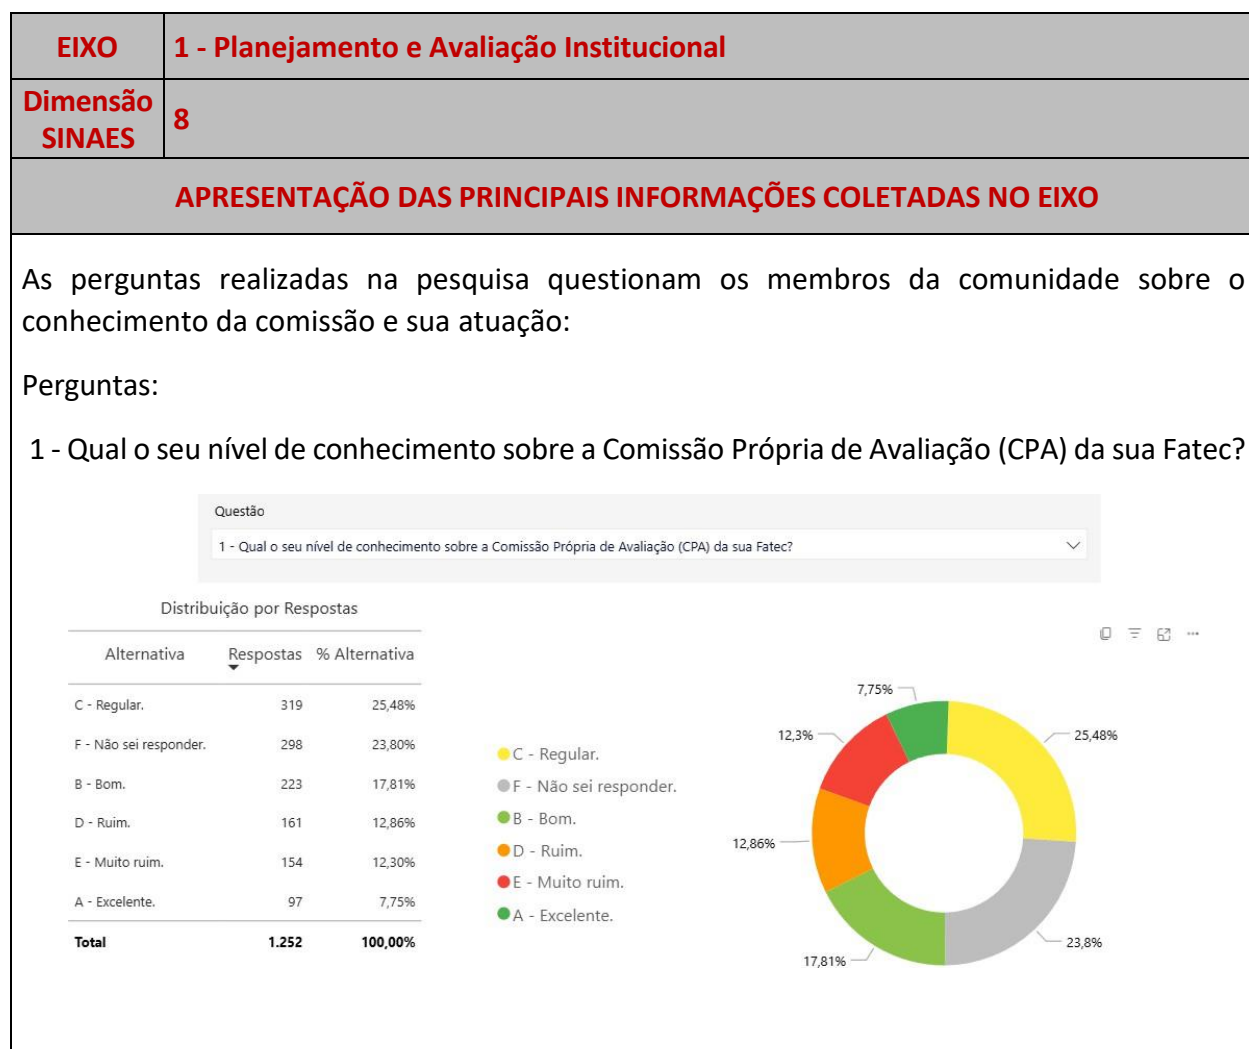 EIXO 1 - Planejamento e Avaliação Institucional
Dimensão
SINAES 8
APRESENTAÇÃO DAS PRINCIPAIS INFORMAÇÕES COLETADAS NO EIXO
As perguntas realizadas na pesquisa questionam os membros da comunidade sobre o
conhecimento da comissão e sua atuação:
Perguntas:
1 - Qual o seu nível de conhecimento sobre a Comissão Própria de Avaliação (CPA) da sua Fatec?
Questão
1 - Qual o seu nível de conhecimento sobre a Comissão Própria de Avaliação (CPA) da sua Fatec?
Distribuição por Respostas
Alternativa Respostas % Alternativa
C - Regular. 319 25,48%
F - Não sei responder. 298 23,80%
B - Bom. 223 17,81%
D - Ruim. 161 12,86%
E - Muito ruim. 154 12,30%
A - Excelente. 97 7,75%
Total 1.252 100,00%
C - Regular.
F - Não sei responder.
B - Bom.
D - Ruim.
E - Muito ruim.
A - Excelente.
7,75%
12,3%
25,48%
12,86%
23,8%
17,81%